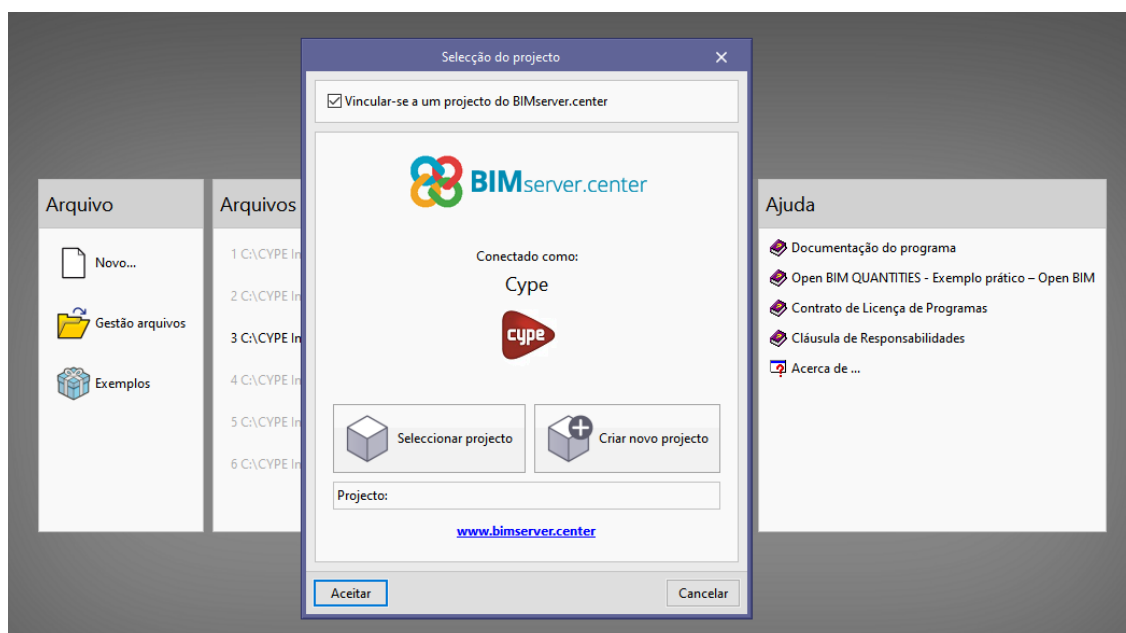 Selecção do projecto
Vincular-se a um projecto do BIMserver.center
BIMserver.center
Conectado como:
Cype
cype
Seleccionar projecto
Criar novo projecto
Projecto:
www.bimserver.center
Aceitar
Cancelar
Arquivo
Novo...
Gestão arquivos
Exemplos
Arquivos
1 C:\CYPE In
2 C:\CYPE In
3 C:\CYPE In
4 C:\CYPE In
5 C:\CYPE In
6 C:\CYPE In
Ajuda
Documentação do programa
Open BIM QUANTITIES - Exemplo prático – Open BIM
Contrato de Licença de Programas
Cláusula de Responsabilidades
Acerca de ...